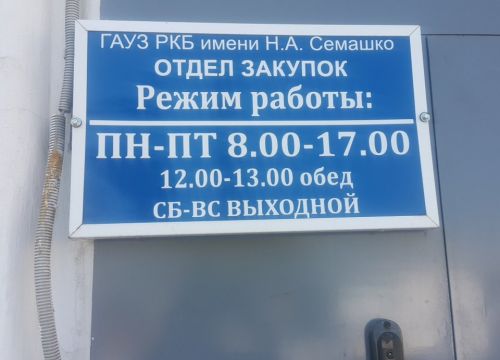 ГАУЗ РКБ имени Н.А. Семашко
ОТДЕЛ ЗАКУПОК
Режим работы:
ПН-ПТ 8.00-17.00
12.00-13.00 обед
СБ-ВС ВЫХОДНОЙ